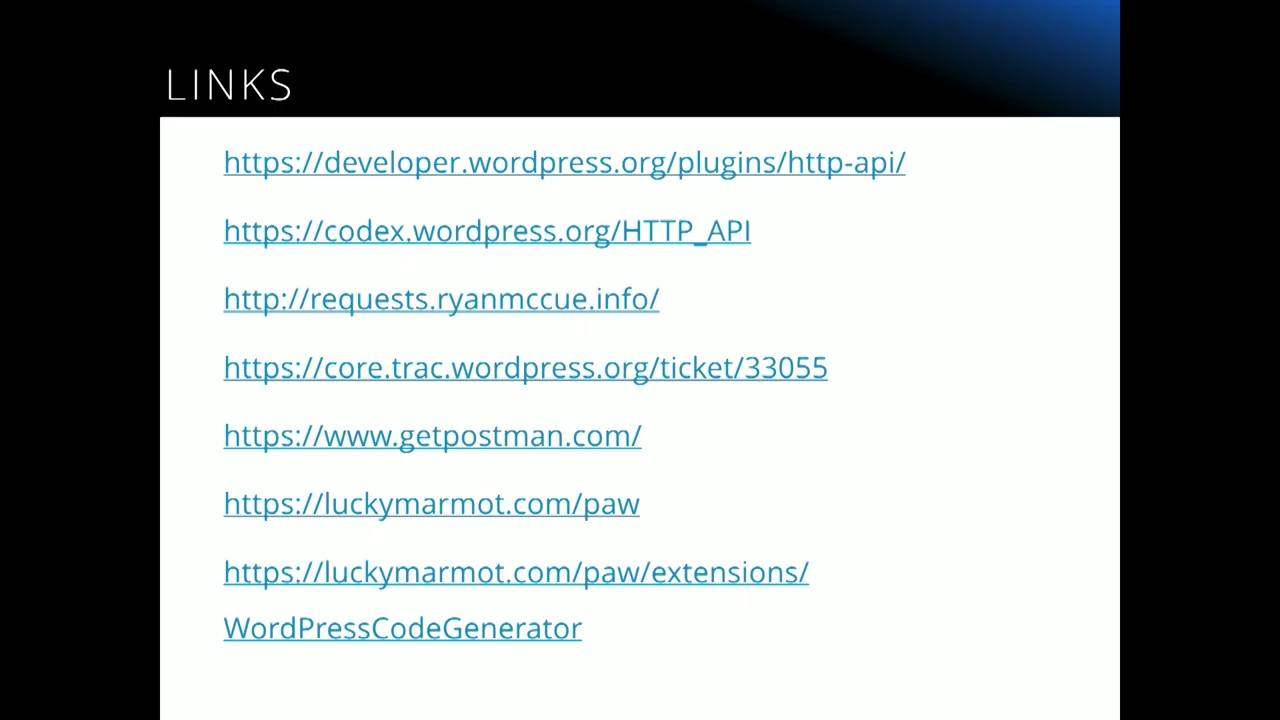 LINKS
https://developer.wordpress.org/plugins/http-api/
https://codex.wordpress.org/HTTP_API
http://requests.ryanmccue.info/
https://core.trac.wordpress.org/ticket/33055
https://www.getpostman.com/
https://luckymarmot.com/paw
https://luckymarmot.com/paw/extensions/
WordPressCodeGenerator